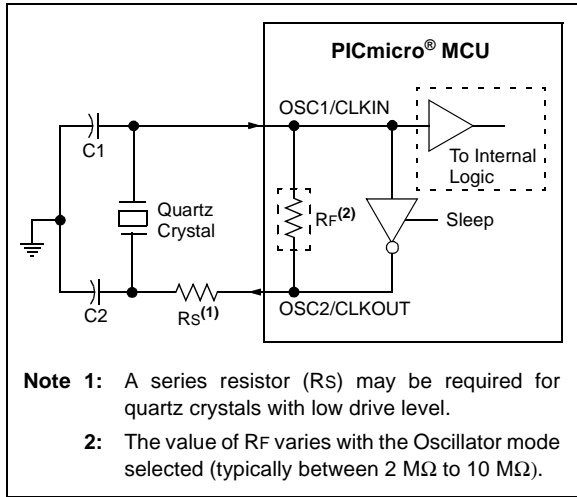 PICmicro® MCU
OSC1/CLKIN
C1
To Internal
Logic
Quartz
Crystal
RF(2)
Sleep
C2
RS(1)
OSC2/CLKOUT
Note 1: A series resistor (RS) may be required for
quartz crystals with low drive level.
2: The value of RF varies with the Oscillator mode
selected (typically between 2 MΩ to 10 MΩ).